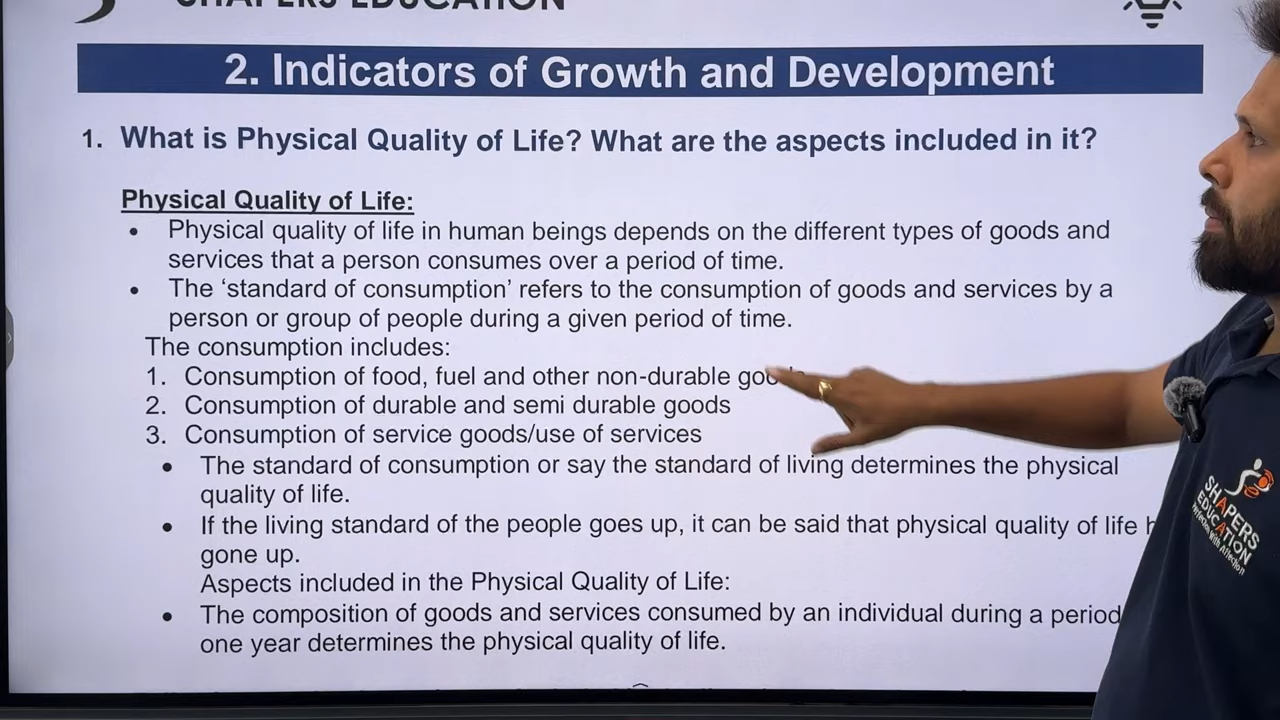 SHAPERS EDUCATION
2. Indicators of Growth and Development
1. What is Physical Quality of Life? What are the aspects included in it?
Physical Quality of Life:
• Physical quality of life in human beings depends on the different types of goods and
services that a person consumes over a period of time.
• The ‘standard of consumption’ refers to the consumption of goods and services by a
person or group of people during a given period of time.
The consumption includes:
1. Consumption of food, fuel and other non-durable
2. Consumption of durable and semi durable goods
3. Consumption of service goods/use of services
• The standard of consumption or say the standard of living determines the physical
quality of life.
• If the living standard of the people goes up, it can be said that physical quality of life
gone up.
Aspects included in the Physical Quality of Life:
• The composition of goods and services consumed by an individual during a period
one year determines the physical quality of life.
SHAPERS
EDUCATION